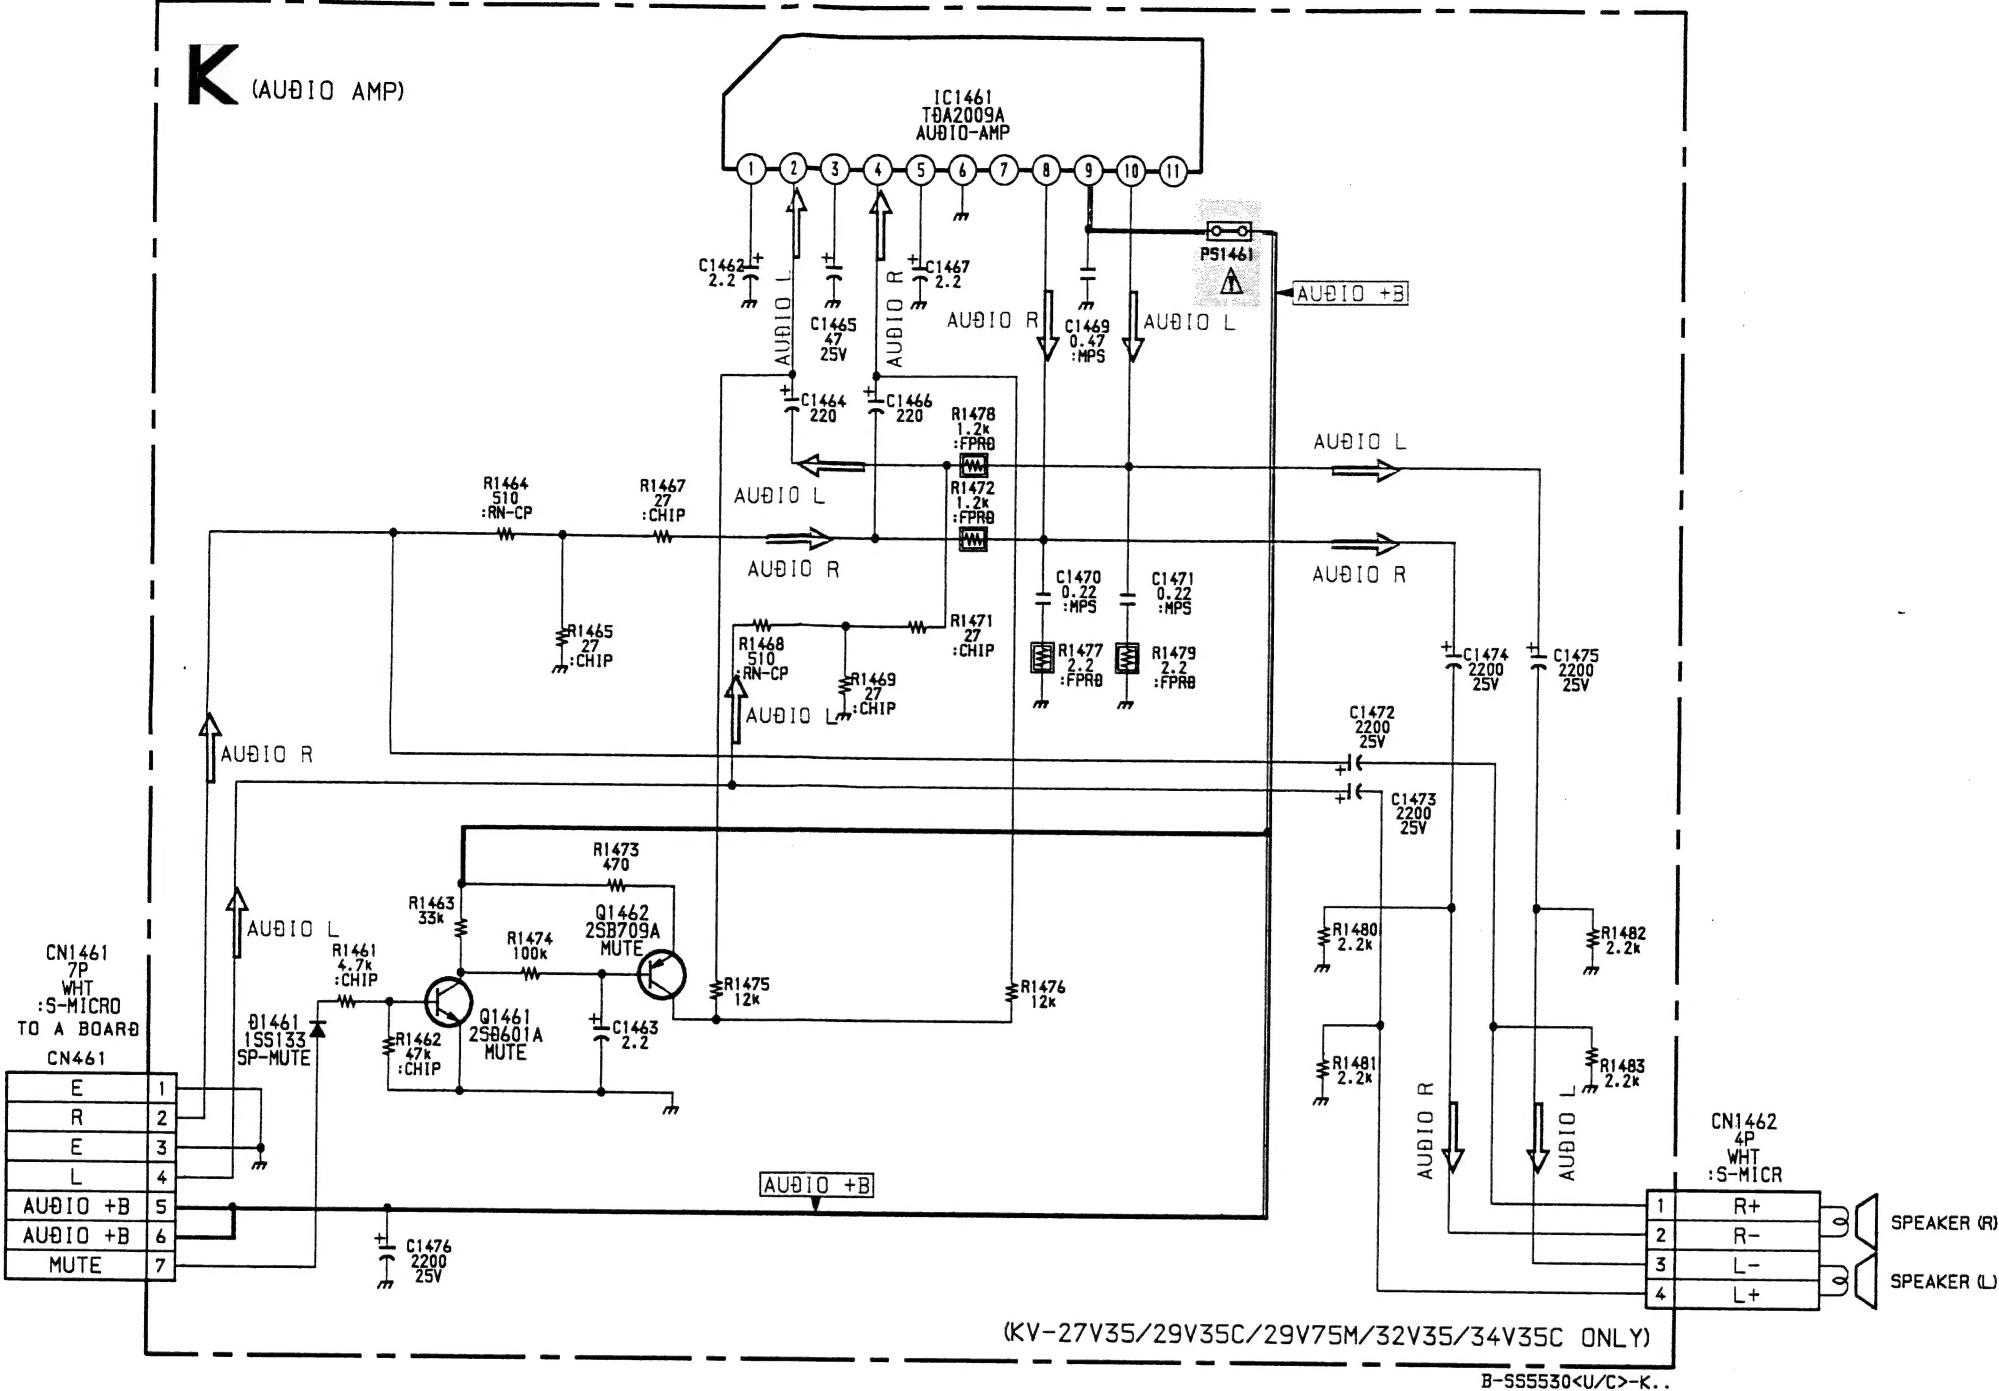 K (AUDIO AMP)
IC1461
TDA2009A
AUDIO-AMP
1 2 3 4 5 6 7 8 9 10 11
PS1461
AUDIO +B
C1462
2.2
AUDIO L
C1465
47
25V
AUDIO R
C1467
2.2
AUDIO R
C1469
0.47
:MPS
AUDIO L
C1464
220
C1466
220
R1478
1.2k
:FPRD
AUDIO L
AUDIO L
R1464
510
:RN-CP
R1467
27
:CHIP
R1472
1.2k
:FPRD
AUDIO R
AUDIO R
R1465
27
:CHIP
R1468
510
:RN-CP
R1471
27
:CHIP
R1469
27
:CHIP
AUDIO L
C1470
0.22
:MPS
C1471
0.22
:MPS
R1477
2.2
:FPRD
R1479
2.2
:FPRD
C1474
2200
25V
C1475
2200
25V
AUDIO R
C1472
2200
25V
C1473
2200
25V
R1473
470
R1463
33k
Q1462
2SB709A
MUTE
AUDIO L
R1461
4.7k
:CHIP
R1474
100k
R1480
2.2k
R1482
2.2k
CN1461
7P
WHT
:S-MICRO
TO A BOARD
CN461
D1461
1SS133
SP-MUTE
R1462
47k
:CHIP
Q1461
2SD601A
MUTE
C1463
2.2
R1475
12k
R1476
12k
R1481
2.2k
R1483
2.2k
E 1
R 2
E 3
L 4
AUDIO +B 5
AUDIO +B 6
MUTE 7
AUDIO +B
C1476
2200
25V
AUDIO R
AUDIO L
CN1462
4P
WHT
:S-MICR
1 R+
2 R-
3 L-
4 L+
SPEAKER (R)
SPEAKER (L)
(KV-27V35/29V35C/29V75M/32V35/34V35C ONLY)
B-SS5530<U/C>-K..